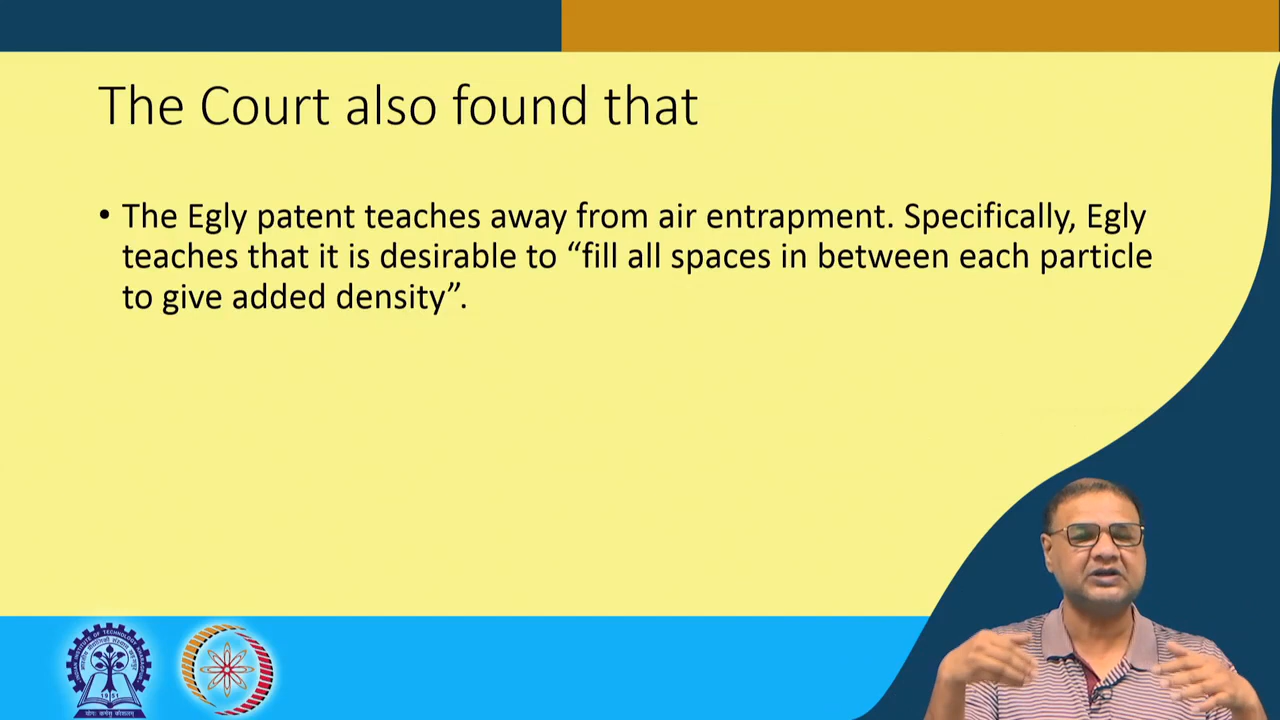 The Court also found that
• The Egly patent teaches away from air entrapment. Specifically, Egly
teaches that it is desirable to “fill all spaces in between each particle
to give added density”.
1951